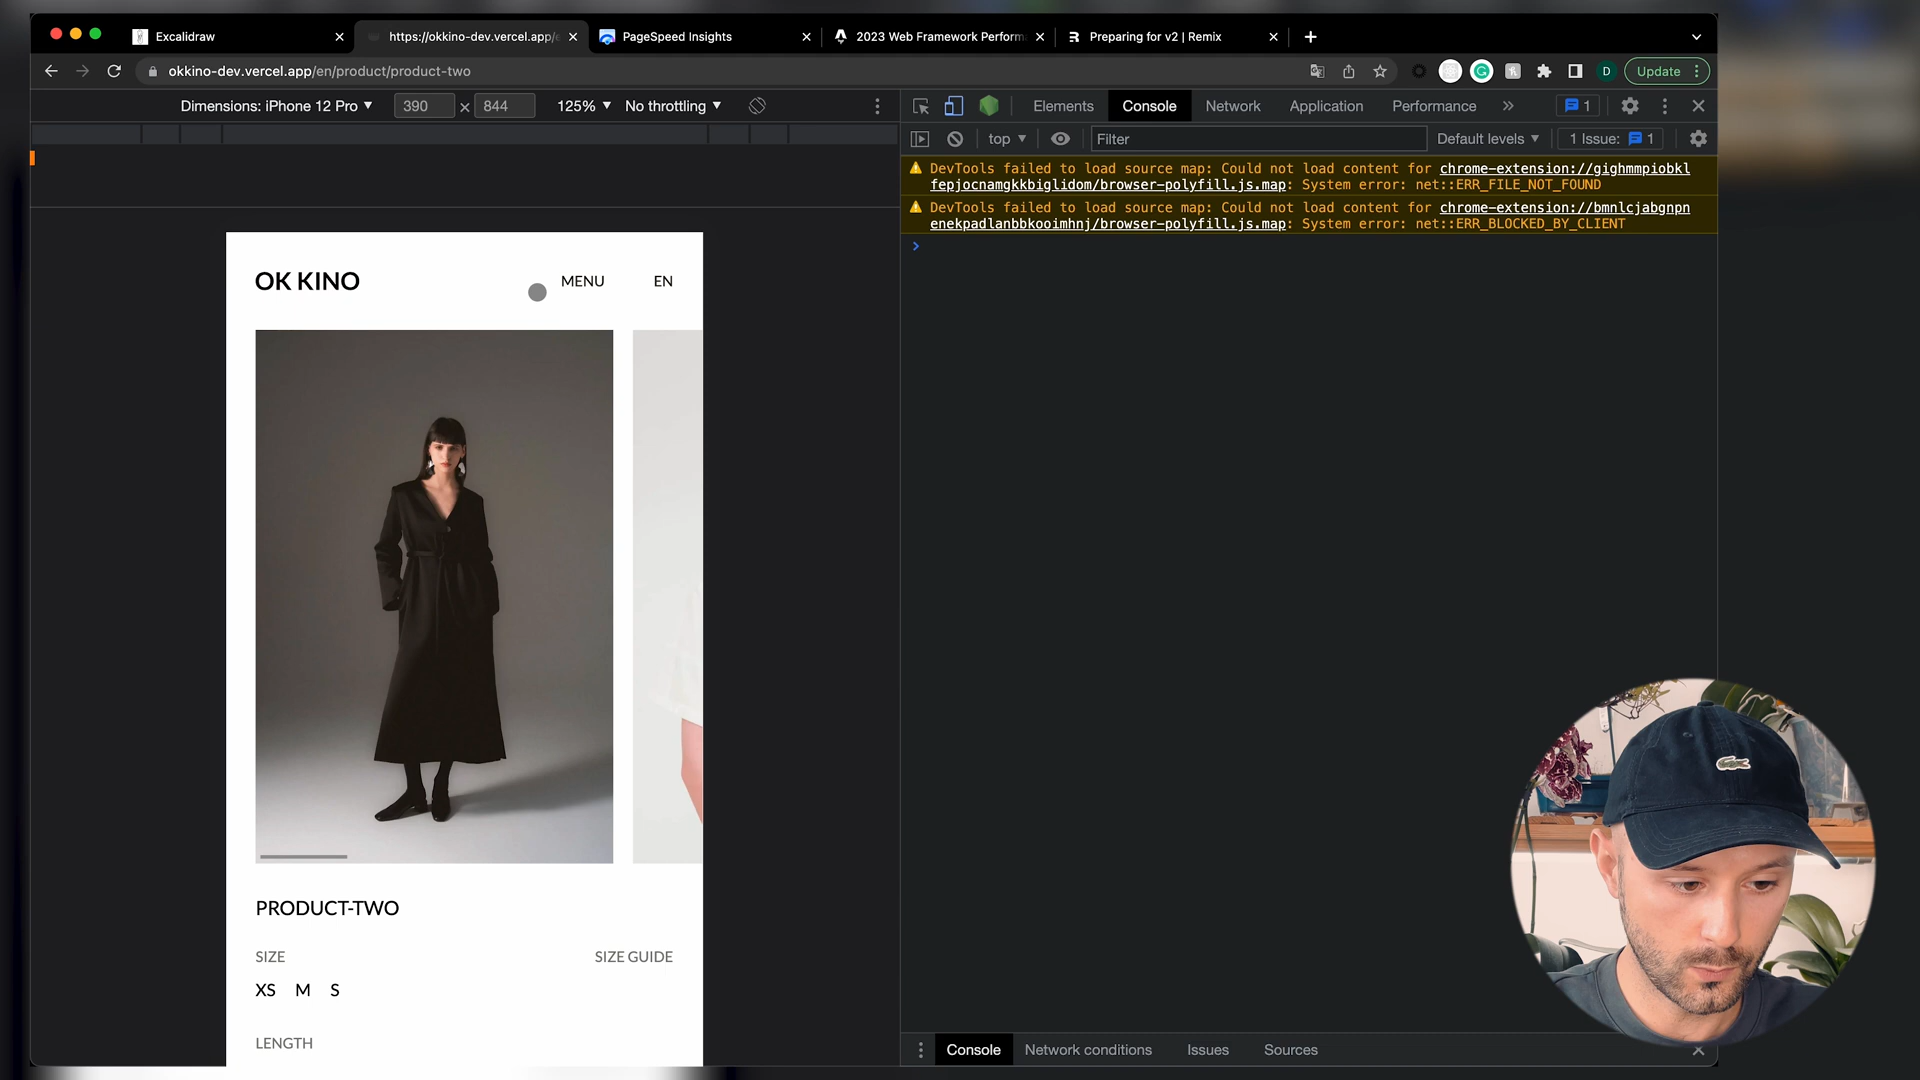 Excalidraw
https://okkino-dev.vercel.app/e
PageSpeed Insights
2023 Web Framework Perform
Preparing for v2 | Remix
okkino-dev.vercel.app/en/product/product-two
D
Update
Dimensions: iPhone 12 Pro
390
×
844
125%
No throttling
Elements
Console
Network
Application
Performance
1
top
Filter
Default levels
1 Issue:
1
DevTools failed to load source map: Could not load content for chrome-extension://gighmmpiobkl
fepjocnamgkkbiglidom/browser-polyfill.js.map: System error: net::ERR_FILE_NOT_FOUND
DevTools failed to load source map: Could not load content for chrome-extension://bmnlcjabgnpn
enekpadlanbbkooimhnj/browser-polyfill.js.map: System error: net::ERR_BLOCKED_BY_CLIENT
OK KINO
MENU
EN
PRODUCT-TWO
SIZE
SIZE GUIDE
XS M S
LENGTH
Console
Network conditions
Issues
Sources